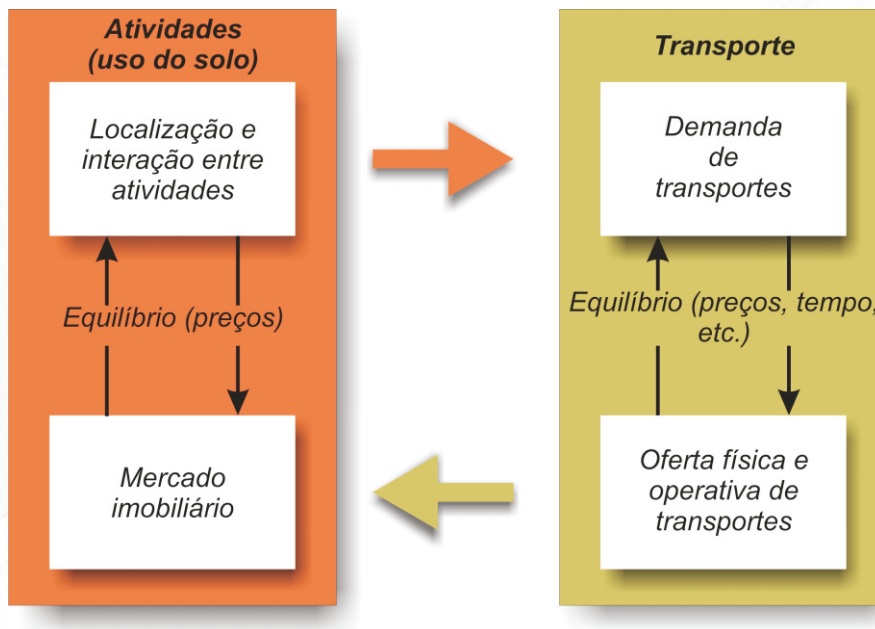 Atividades
(uso do solo)
Localização e
interação entre
atividades
Equilíbrio (preços)
Mercado
imobiliário
Transporte
Demanda
de
transportes
Equilíbrio (preços, tempo,
etc.)
Oferta física e
operativa de
transportes